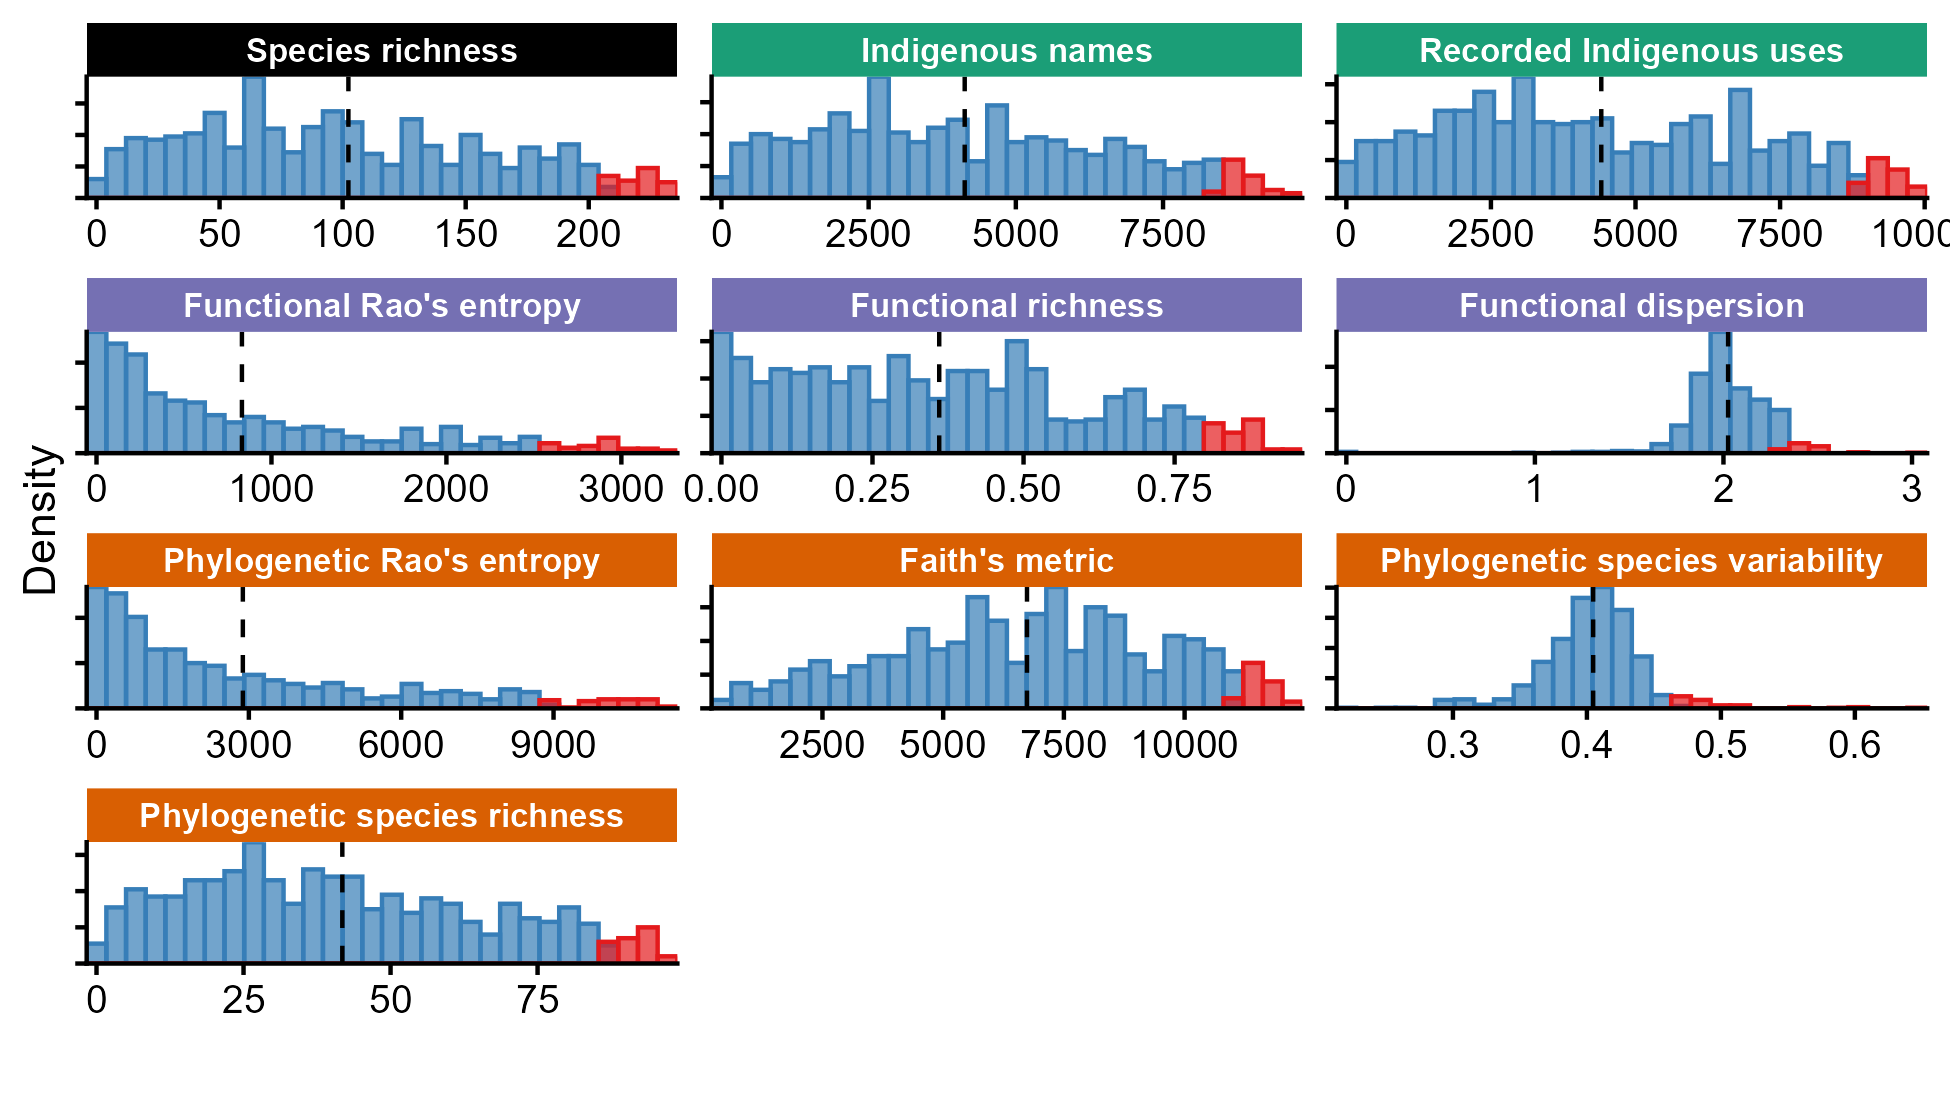 Species richness
Indigenous names
Recorded Indigenous uses
0 50 100 150 200
0 2500 5000 7500
0 2500 5000 7500 1000
Functional Rao's entropy
Functional richness
Functional dispersion
0 1000 2000 3000
0.00 0.25 0.50 0.75
0 1 2 3
Density
Phylogenetic Rao's entropy
Faith's metric
Phylogenetic species variability
0 3000 6000 9000
2500 5000 7500 10000
0.3 0.4 0.5 0.6
Phylogenetic species richness
0 25 50 75